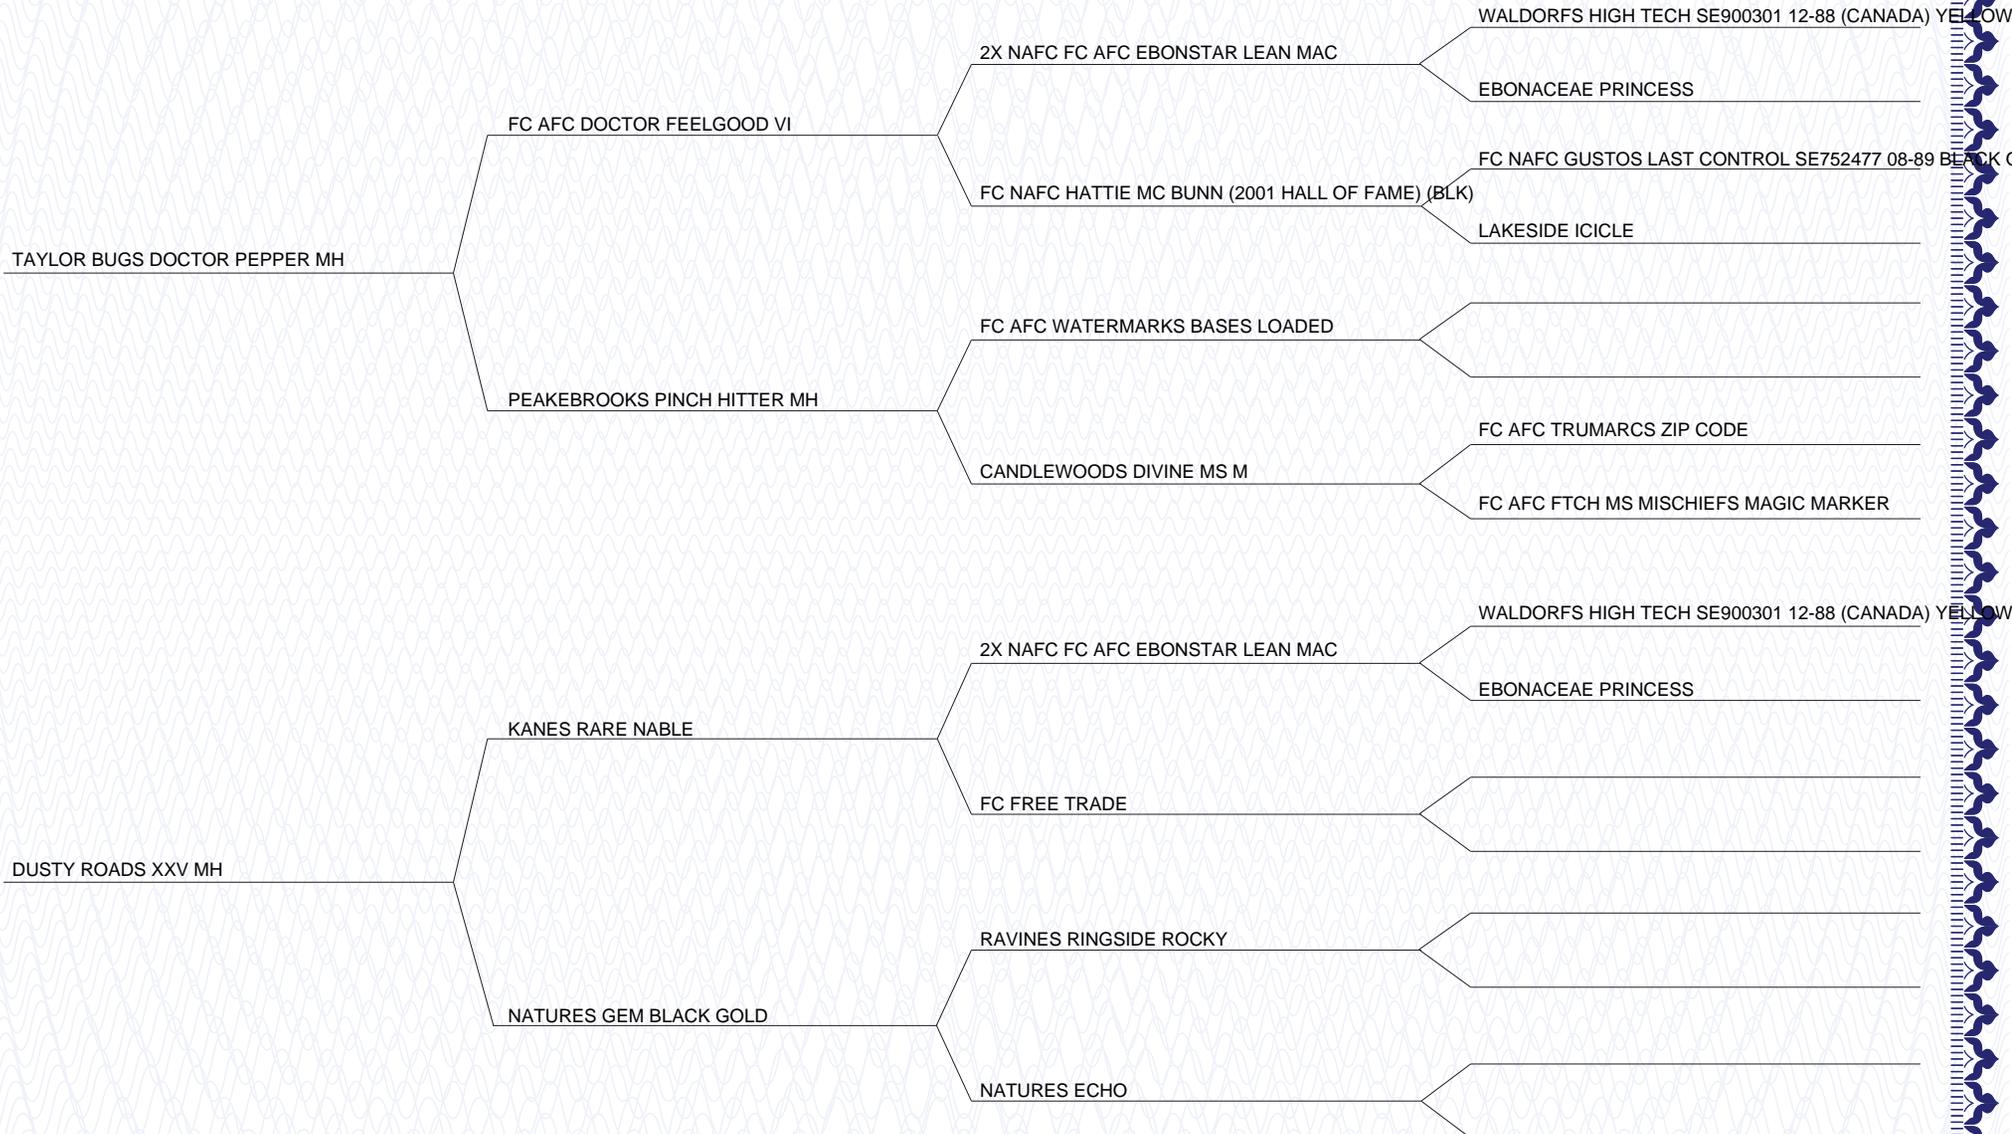 WALDORFS HIGH TECH SE900301 12-88 (CANADA) YELLOW
2X NAFC FC AFC EBONSTAR LEAN MAC
EBONACEAE PRINCESS
FC AFC DOCTOR FEELGOOD VI
FC NAFC GUSTOS LAST CONTROL SE752477 08-89 BLACK
FC NAFC HATTIE MC BUNN (2001 HALL OF FAME) (BLK)
LAKESIDE ICICLE
TAYLOR BUGS DOCTOR PEPPER MH
FC AFC WATERMARKS BASES LOADED
PEAKEBROOKS PINCH HITTER MH
FC AFC TRUMARCS ZIP CODE
CANDLEWOODS DIVINE MS M
FC AFC FTCH MS MISCHIEFS MAGIC MARKER
WALDORFS HIGH TECH SE900301 12-88 (CANADA) YELLOW
2X NAFC FC AFC EBONSTAR LEAN MAC
EBONACEAE PRINCESS
KANES RARE NABLE
FC FREE TRADE
DUSTY ROADS XXV MH
RAVINES RINGSIDE ROCKY
NATURES GEM BLACK GOLD
NATURES ECHO